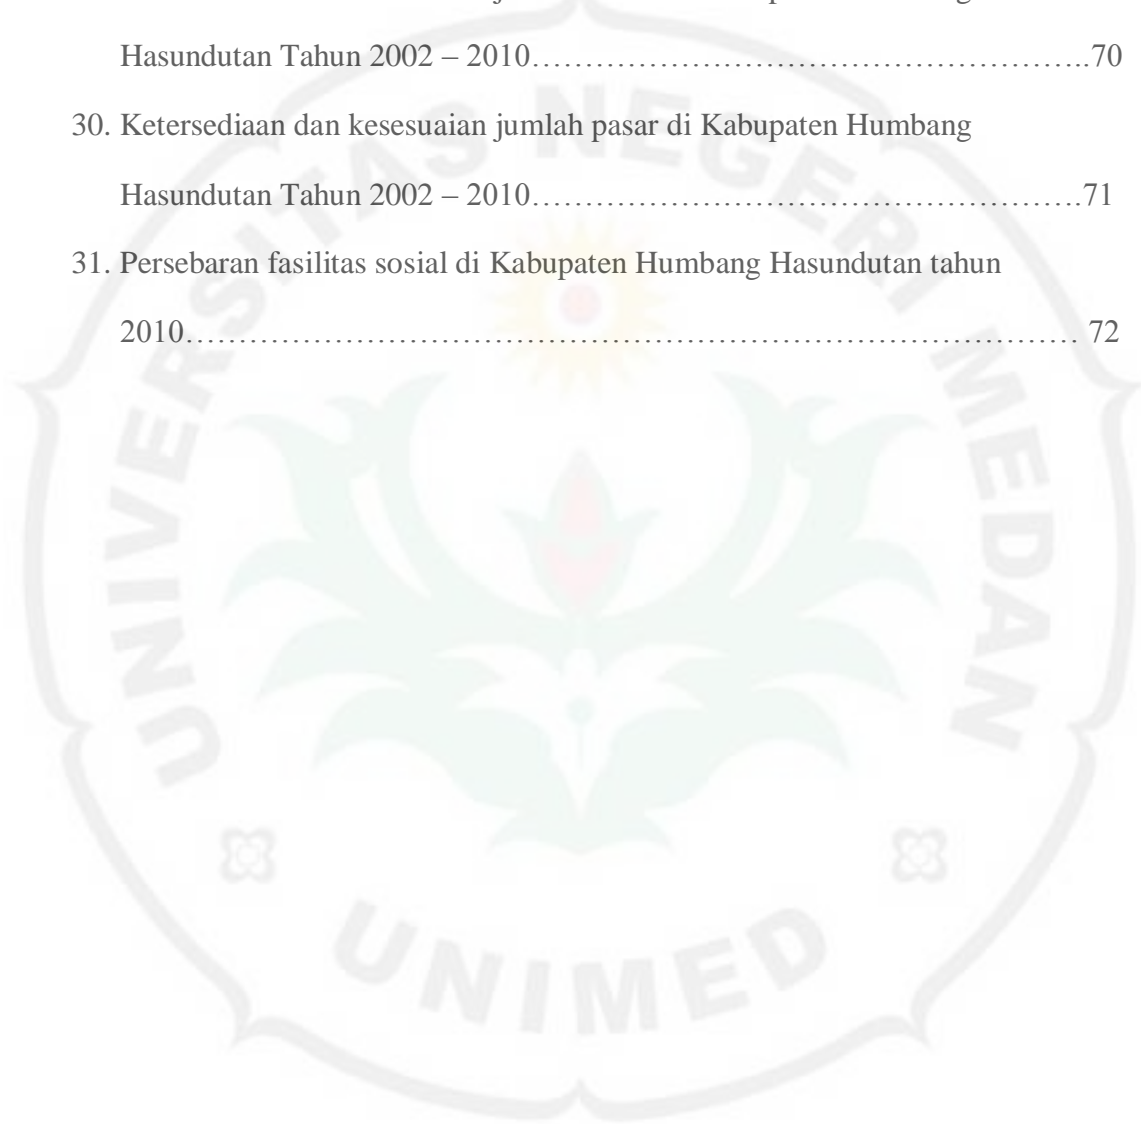 Hasundutan Tahun 2002 – 2010……………………………………………..70
30. Ketersediaan dan kesesuaian jumlah pasar di Kabupaten Humbang
Hasundutan Tahun 2002 – 2010…………………………………………….71
31. Persebaran fasilitas sosial di Kabupaten Humbang Hasundutan tahun
2010………………………………………………………………………… 72
UNIVERSITAS NEGERI MEDAN
UNIMED